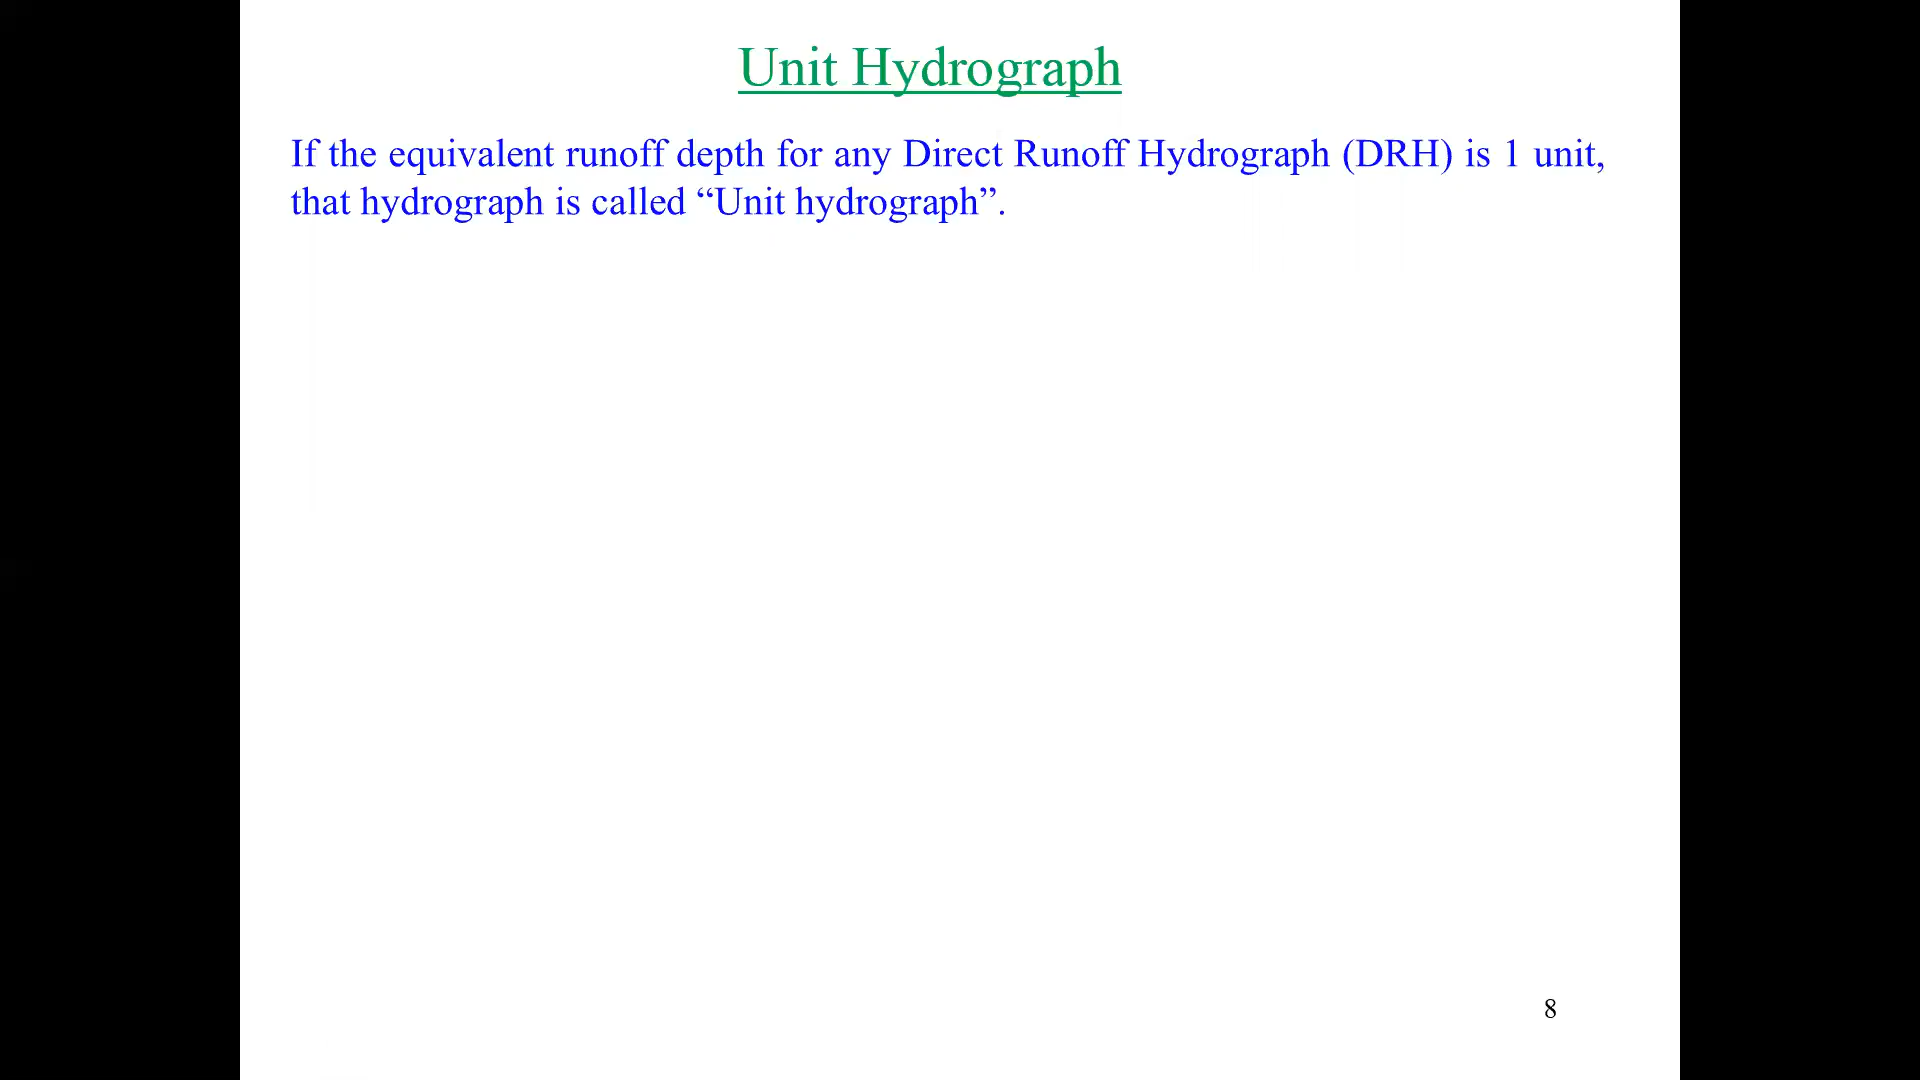 Unit Hydrograph
If the equivalent runoff depth for any Direct Runoff Hydrograph (DRH) is 1 unit,
that hydrograph is called “Unit hydrograph”.
8